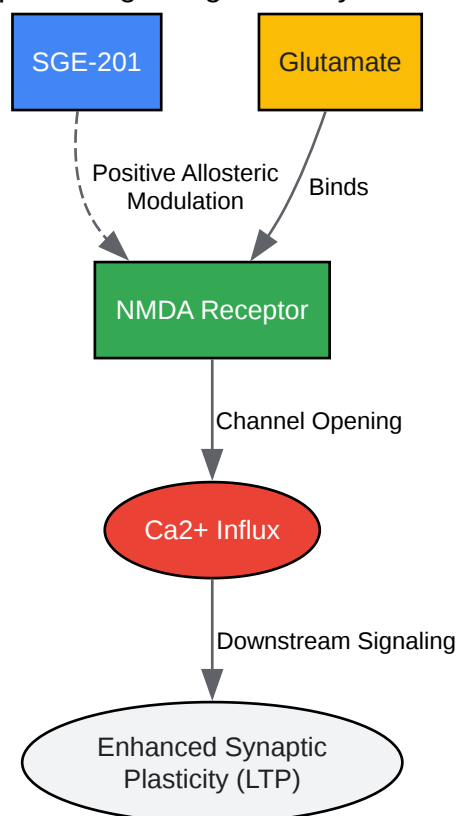 SGE-201
Glutamate
Positive Allosteric
Modulation
Binds
NMDA Receptor
Channel Opening
Ca2+ Influx
Downstream Signaling
Enhanced Synaptic
Plasticity (LTP)